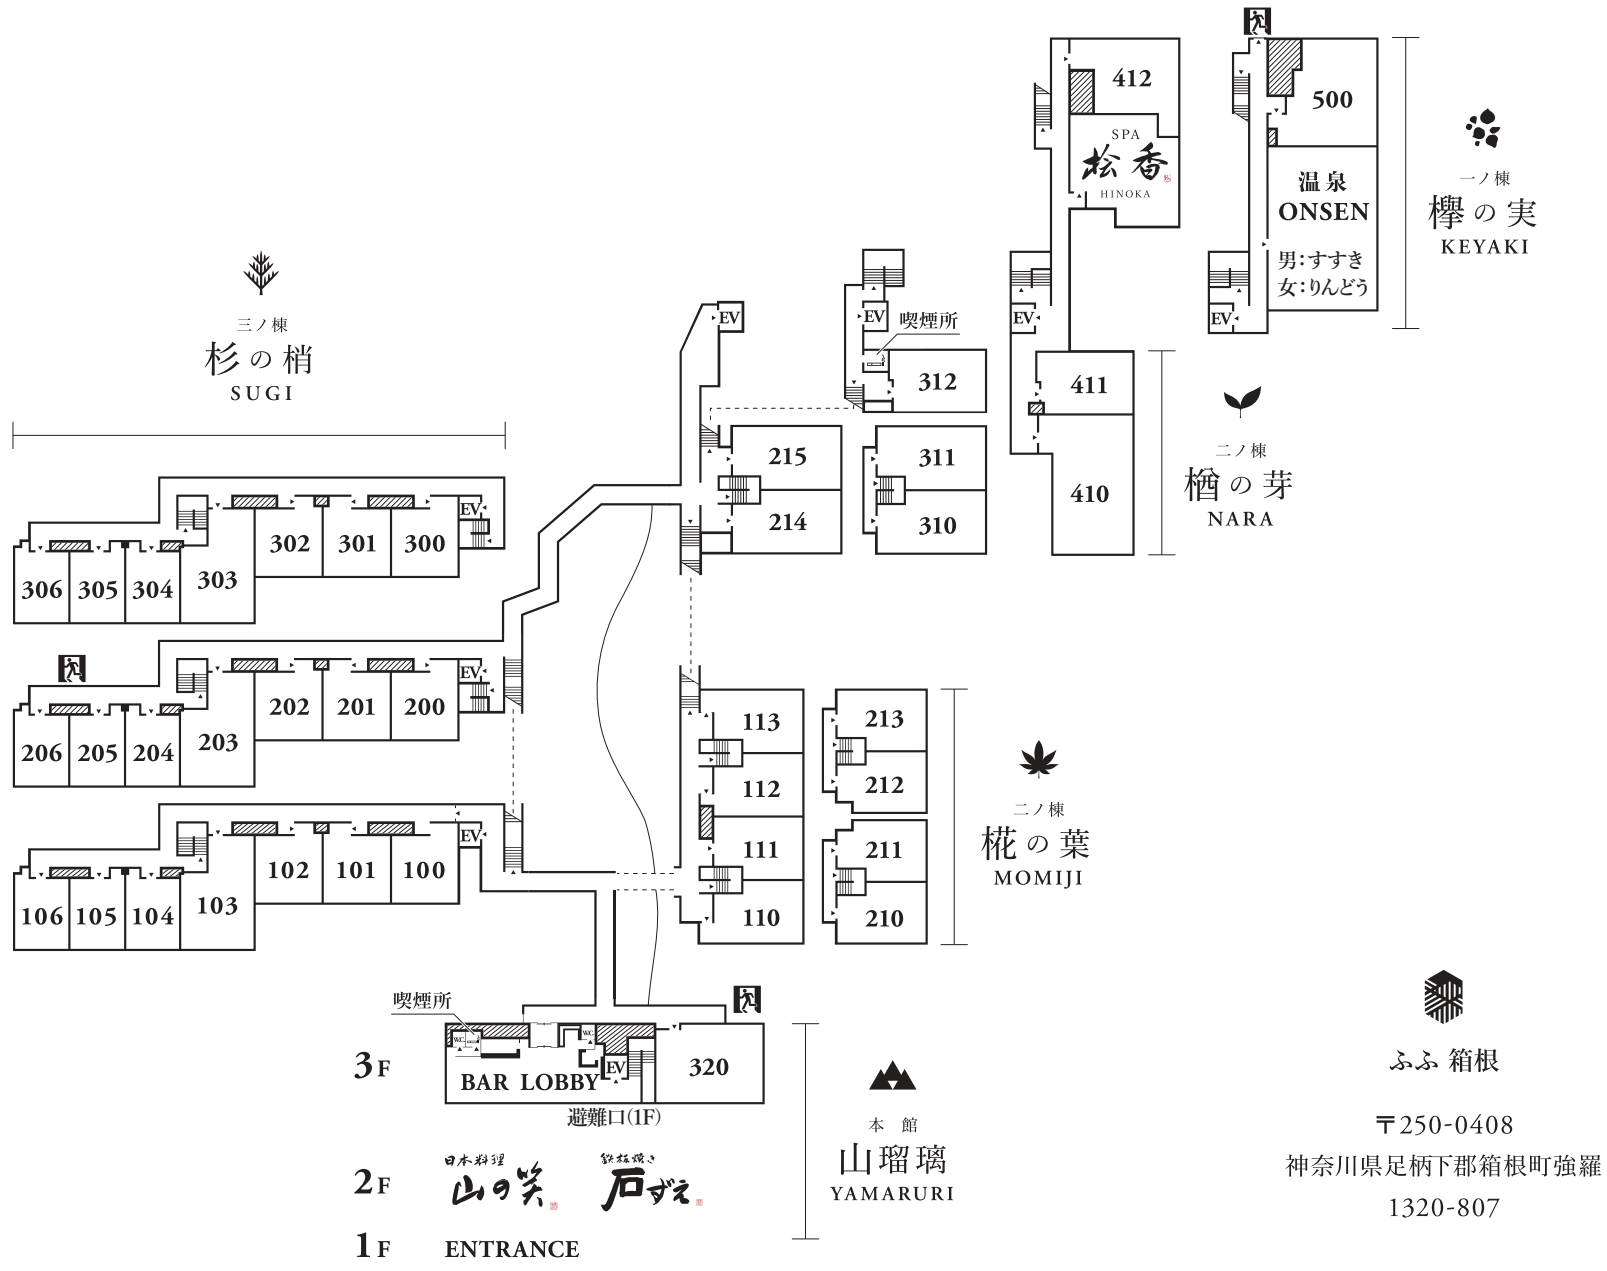 412
SPA
桧香
HINOKA
500
温泉
ONSEN
男:すすき
女:りんどう
EV
EV
一ノ棟
欅の実
KEYAKI
411
410
二ノ棟
楢の芽
NARA
三ノ棟
杉の梢
SUGI
EV
EV
喫煙所
312
215
214
311
310
EV
302
301
300
303
306
305
304
EV
202
201
200
203
206
205
204
EV
102
101
100
103
106
105
104
113
112
111
110
213
212
211
210
二ノ棟
椛の葉
MOMIJI
喫煙所
W.C.
W.C.
EV
3F
BAR LOBBY
320
避難口(1F)
2F
日本料理
山の笑
鉄板焼き
石ずえ
1F
ENTRANCE
本館
山瑠璃
YAMARURI
ふふ 箱根
〒250-0408
神奈川県足柄下郡箱根町強羅
1320-807